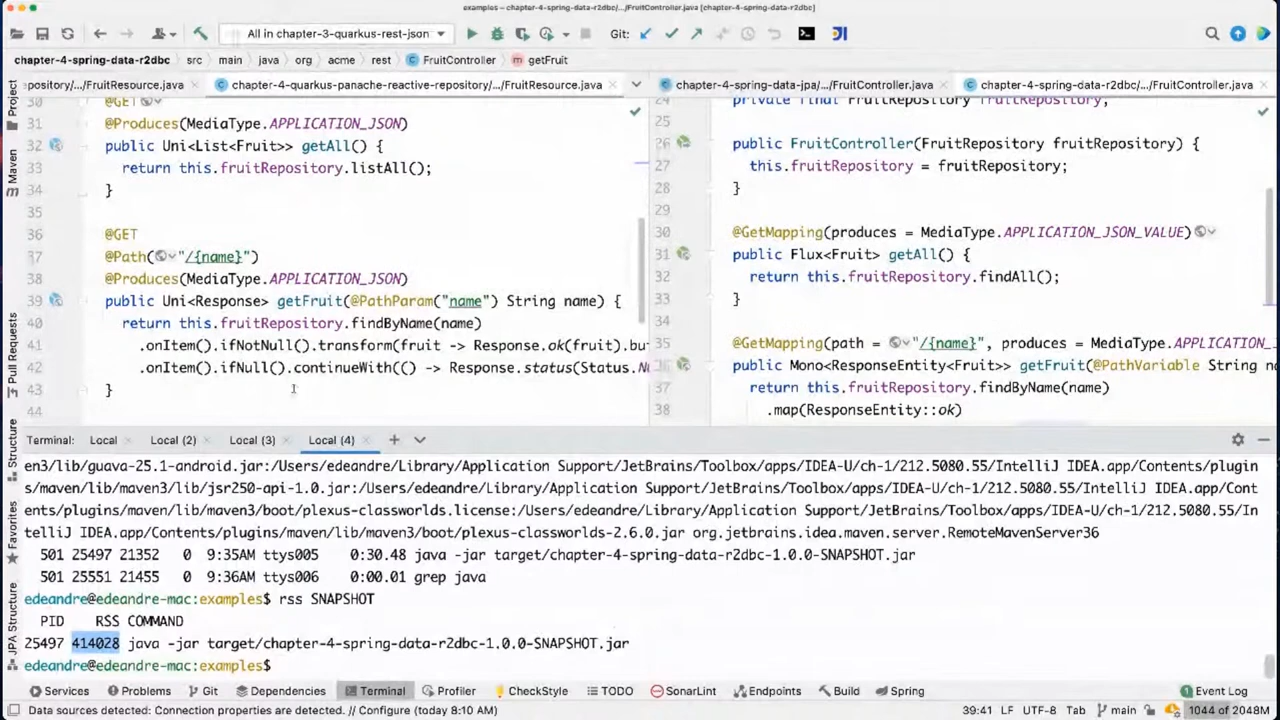 examples – chapter-4-spring-data-r2dbc/.../FruitController.java [chapter-4-spring-data-r2dbc]
All in chapter-3-quarkus-rest-json
Git:
chapter-4-spring-data-r2dbc src main java org acme rest FruitController getFruit
epository/.../FruitResource.java
chapter-4-quarkus-panache-reactive-repository/.../FruitResource.java
chapter-4-spring-data-jpa/.../FruitController.java
chapter-4-spring-data-r2dbc/.../FruitController.java
Project
Maven
Pull Requests
Structure
Favorites
JPA Structure
30 @GET
31 @Produces(MediaType.APPLICATION_JSON)
32 public Uni<List<Fruit>> getAll() {
33 return this.fruitRepository.listAll();
34 }
35
36 @GET
37 @Path("/{name}")
38 @Produces(MediaType.APPLICATION_JSON)
39 public Uni<Response> getFruit(@PathParam("name") String name) {
40 return this.fruitRepository.findByName(name)
41 .onItem().ifNotNull().transform(fruit -> Response.ok(fruit).bu
42 .onItem().ifNull().continueWith(() -> Response.status(Status.N
43 }
44
24 private final FruitRepository fruitRepository;
25
26 public FruitController(FruitRepository fruitRepository) {
27 this.fruitRepository = fruitRepository;
28 }
29
30 @GetMapping(produces = MediaType.APPLICATION_JSON_VALUE)
31 public Flux<Fruit> getAll() {
32 return this.fruitRepository.findAll();
33 }
34
35 @GetMapping(path = "/{name}", produces = MediaType.APPLICATION_J
36 public Mono<ResponseEntity<Fruit>> getFruit(@PathVariable String n
37 return this.fruitRepository.findByName(name)
38 .map(ResponseEntity::ok)
Terminal: Local Local (2) Local (3) Local (4)
en3/lib/guava-25.1-android.jar:/Users/edeandre/Library/Application Support/JetBrains/Toolbox/apps/IDEA-U/ch-1/212.5080.55/IntelliJ IDEA.app/Contents/plugin
s/maven/lib/maven3/lib/jsr250-api-1.0.jar:/Users/edeandre/Library/Application Support/JetBrains/Toolbox/apps/IDEA-U/ch-1/212.5080.55/IntelliJ IDEA.app/Cont
ents/plugins/maven/lib/maven3/boot/plexus-classworlds.license:/Users/edeandre/Library/Application Support/JetBrains/Toolbox/apps/IDEA-U/ch-1/212.5080.55/In
telliJ IDEA.app/Contents/plugins/maven/lib/maven3/boot/plexus-classworlds-2.6.0.jar org.jetbrains.idea.maven.server.RemoteMavenServer36
501 25497 21352 0 9:35AM ttys005 0:30.48 java -jar target/chapter-4-spring-data-r2dbc-1.0.0-SNAPSHOT.jar
501 25551 21455 0 9:36AM ttys006 0:00.01 grep java
edeandre@edeandre-mac:examples$ rss SNAPSHOT
PID RSS COMMAND
25497 414028 java -jar target/chapter-4-spring-data-r2dbc-1.0.0-SNAPSHOT.jar
edeandre@edeandre-mac:examples$
Services Problems Git Dependencies Terminal Profiler CheckStyle TODO SonarLint Endpoints Build Spring Event Log
Data sources detected: Connection properties are detected. // Configure (today 8:10 AM) 39:41 LF UTF-8 Tab main 1044 of 2048M